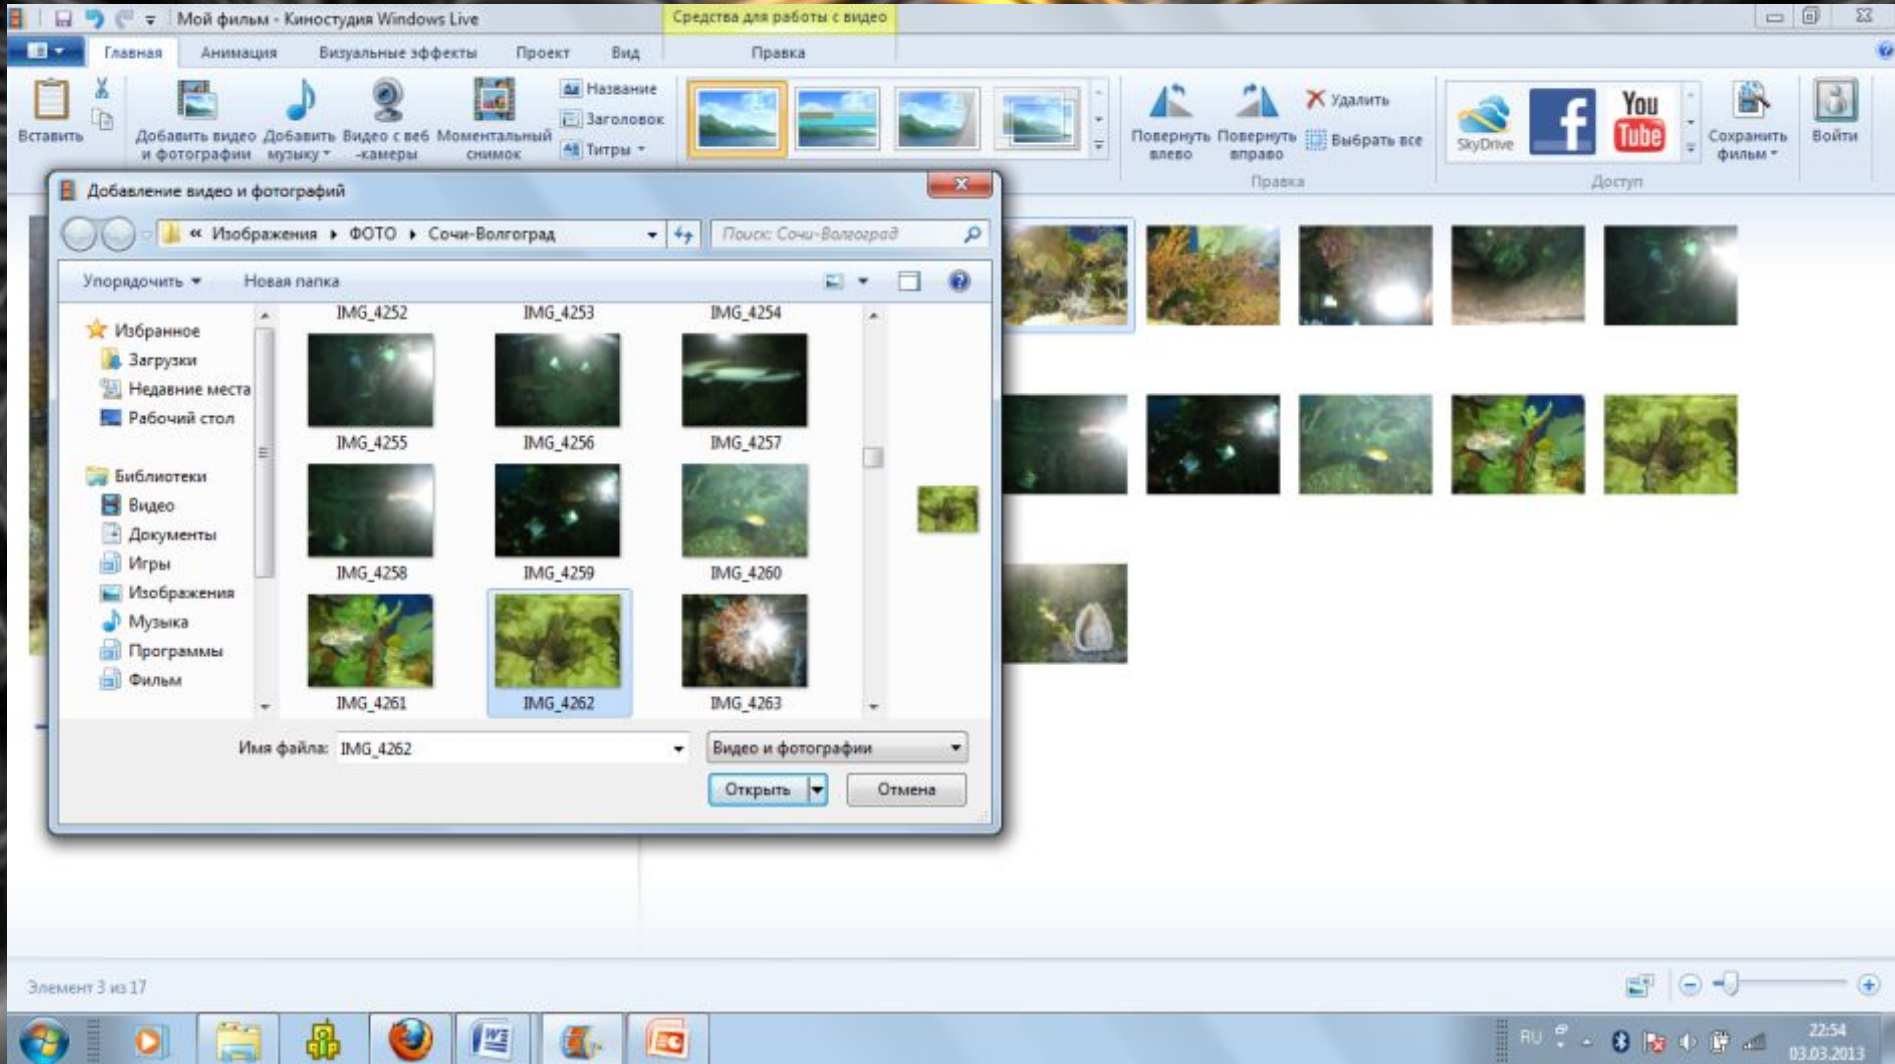 Мой фильм - Киностудия Windows Live
Средства для работы с видео
Главная Анимация Визуальные эффекты Проект Вид Правка
Вставить
Добавить видео и фотографии
Добавить музыку
Видео с веб-камеры
Моментальный снимок
Название
Заголовок
Титры
Повернуть влево
Повернуть вправо
Удалить
Выбрать все
Правка
SkyDrive
f
You Tube
Доступ
Сохранить фильм
Войти
Добавление видео и фотографий
« Изображения ФОТО Сочи-Волгоград
Поиск: Сочи-Волгоград
Упорядочить Новая папка
Избранное
Загрузки
Недавние места
Рабочий стол
Библиотеки
Видео
Документы
Игры
Изображения
Музыка
Программы
Фильм
IMG_4252 IMG_4253 IMG_4254
IMG_4255 IMG_4256 IMG_4257
IMG_4258 IMG_4259 IMG_4260
IMG_4261 IMG_4262 IMG_4263
Имя файла: IMG_4262 Видео и фотографии
Открыть Отмена
Элемент 3 из 17
RU
22:54
03.03.2013